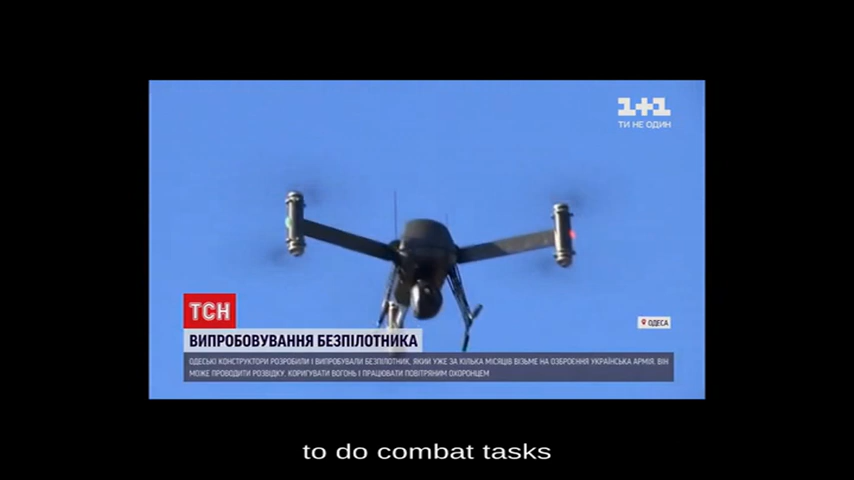 1+1
ТИ НЕ ОДИН
ТСН
ОДЕСА
ВИПРОБОВУВАННЯ БЕЗПІЛОТНИКА
ОДЕСЬКІ КОНСТРУКТОРИ РОЗРОБИЛИ І ВИПРОБУВАЛИ БЕЗПІЛОТНИК, ЯКИЙ УЖЕ ЗА КІЛЬКА МІСЯЦІВ ВІЗЬМЕ НА ОЗБРОЄННЯ УКРАЇНСЬКА АРМІЯ. ВІН
МОЖЕ ПРОВОДИТИ РОЗВІДКУ, КОРИГУВАТИ ВОГОНЬ І ПРАЦЮВАТИ ПОВІТРЯНИМ ОХОРОНЦЕМ
to do combat tasks